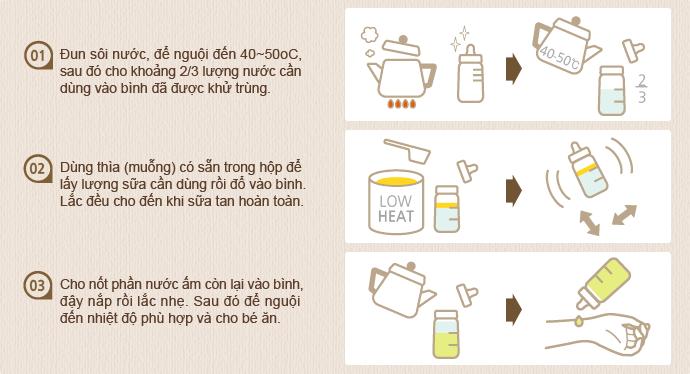 01
Đun sôi nước, để nguội đến 40~50oC,
sau đó cho khoảng 2/3 lượng nước cần
dùng vào bình đã được khử trùng.
40-50℃
2
3
02
Dùng thìa (muỗng) có sẵn trong hộp để
lấy lượng sữa cần dùng rồi đổ vào bình.
Lắc đều cho đến khi sữa tan hoàn toàn.
LOW
HEAT
03
Cho nốt phần nước ấm còn lại vào bình,
đậy nắp rồi lắc nhẹ. Sau đó để nguội
đến nhiệt độ phù hợp và cho bé ăn.